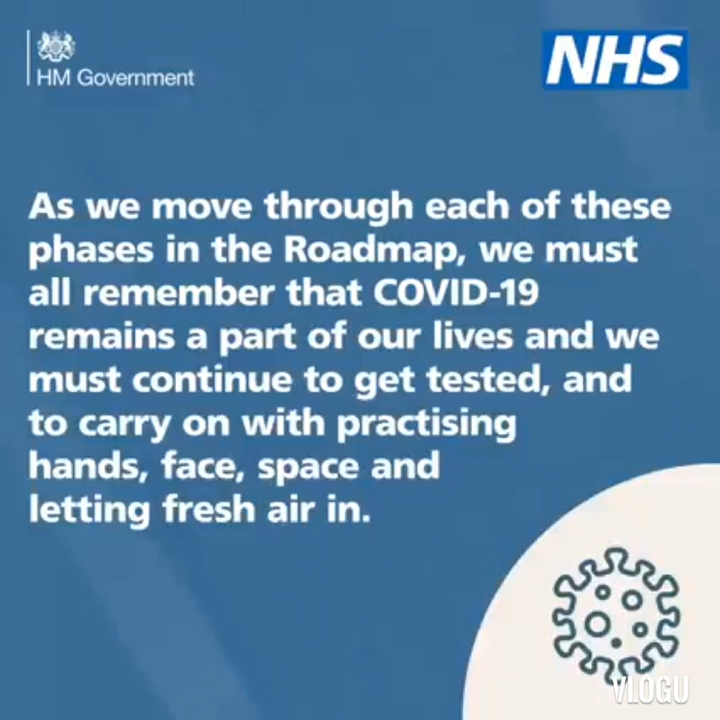 HM Government
NHS
As we move through each of these
phases in the Roadmap, we must
all remember that COVID-19
remains a part of our lives and we
must continue to get tested, and
to carry on with practising
hands, face, space and
letting fresh air in.
VLOGU